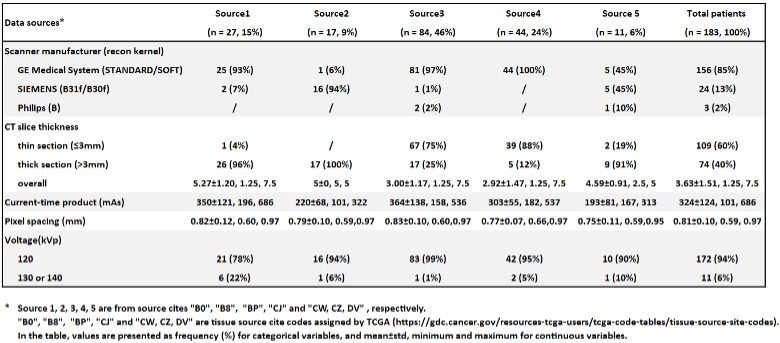 Data sources* Source1 Source2 Source3 Source4 Source 5 Total patients
(n = 27, 15%) (n = 17, 9%) (n = 84, 46%) (n = 44, 24%) (n = 11, 6%) (n = 183, 100%)
Scanner manufacturer (recon kernel)
GE Medical System (STANDARD/SOFT) 25 (93%) 1 (6%) 81 (97%) 44 (100%) 5 (45%) 156 (85%)
SIEMENS (B31f/B30f) 2 (7%) 16 (94%) 1 (1%) / 5 (45%) 24 (13%)
Philips (B) / / 2 (2%) / 1 (10%) 3 (2%)
CT slice thickness
thin section (≤3mm) 1 (4%) / 67 (75%) 39 (88%) 2 (19%) 109 (60%)
thick section (>3mm) 26 (96%) 17 (100%) 17 (25%) 5 (12%) 9 (91%) 74 (40%)
overall 5.27±1.20, 1.25, 7.5 5±0, 5, 5 3.00±1.17, 1.25, 7.5 2.92±1.47, 1.25, 7.5 4.59±0.91, 2.5, 5 3.63±1.51, 1.25, 7.5
Current-time product (mAs) 350±121, 196, 686 220±68, 101, 322 364±138, 158, 536 303±55, 182, 537 193±81, 167, 313 324±124, 101, 686
Pixel spacing (mm) 0.82±0.12, 0.60, 0.97 0.79±0.10, 0.59,0.97 0.83±0.10, 0.60,0.97 0.77±0.07, 0.66,0.97 0.75±0.11, 0.59,0.95 0.81±0.10, 0.59, 0.97
Voltage(kVp)
120 21 (78%) 16 (94%) 83 (99%) 42 (95%) 10 (90%) 172 (94%)
130 or 140 6 (22%) 1 (6%) 1 (1%) 2 (5%) 1 (10%) 11 (6%)
* Source 1, 2, 3, 4, 5 are from source cites "B0", "B8", "BP", "CJ" and "CW, CZ, DV" , respectively.
"B0", "B8", "BP", "CJ" and "CW, CZ, DV" are tissue source cite codes assigned by TCGA (https://gdc.cancer.gov/resources-tcga-users/tcga-code-tables/tissue-source-site-codes).
In the table, values are presented as frequency (%) for categorical variables, and mean±std, minimum and maximum for continuous variables.